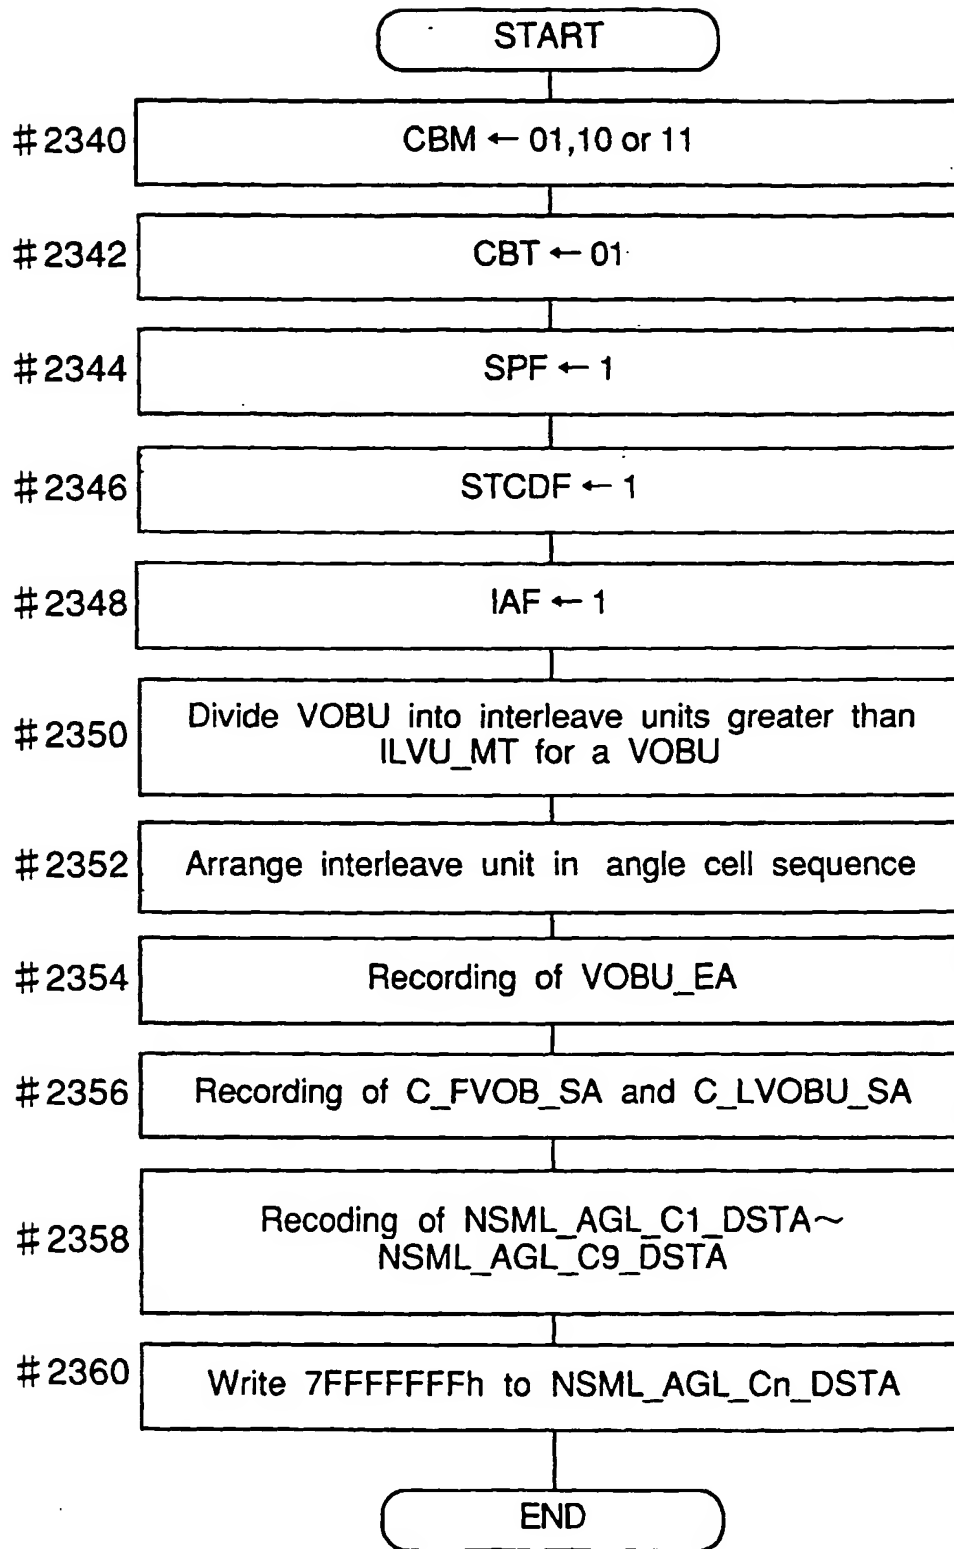 START
#2340 CBM ← 01,10 or 11
#2342 CBT ← 01
#2344 SPF ← 1
#2346 STCDF ← 1
#2348 IAF ← 1
#2350 Divide VOBU into interleave units greater than
ILVU_MT for a VOBU
#2352 Arrange interleave unit in angle cell sequence
#2354 Recording of VOBU_EA
#2356 Recording of C_FVOB_SA and C_LVOBU_SA
#2358 Recoding of NSML_AGL_C1_DSTA~
NSML_AGL_C9_DSTA
#2360 Write 7FFFFFFFh to NSML_AGL_Cn_DSTA
END